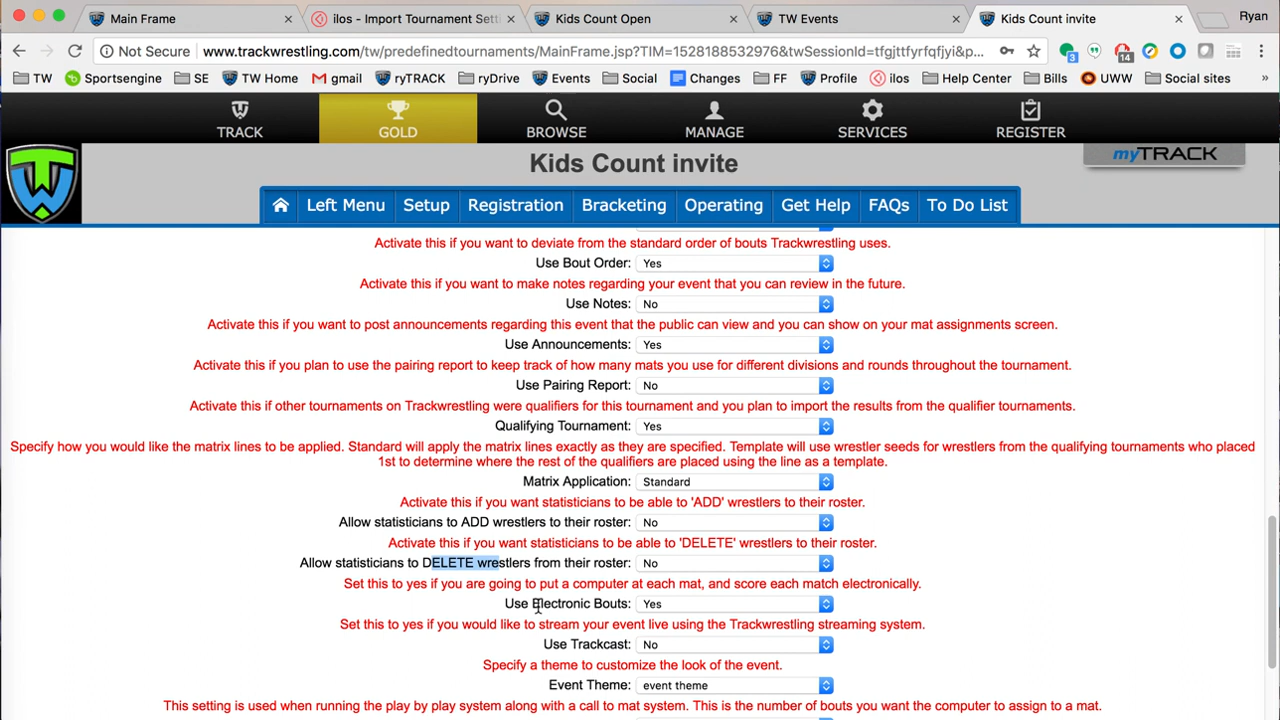 Main Frame
ilos - Import Tournament Sett
Kids Count Open
TW Events
Kids Count invite
Ryan
Not Secure
www.trackwrestling.com/tw/predefinedtournaments/MainFrame.jsp?TIM=1528188532976&twSessionId=tfgjttfyrfqfjyi&p...
3
14
TW
Sportsengine
SE
TW Home
gmail
ryTRACK
ryDrive
Events
Social
Changes
FF
Profile
ilos
Help Center
Bills
UWW
Social sites
»
TRACK
GOLD
BROWSE
MANAGE
SERVICES
REGISTER
Kids Count invite
myTRACK
Left Menu
Setup
Registration
Bracketing
Operating
Get Help
FAQs
To Do List
Activate this if you want to deviate from the standard order of bouts Trackwrestling uses.
Use Bout Order: Yes
Activate this if you want to make notes regarding your event that you can review in the future.
Use Notes: No
Activate this if you want to post announcements regarding this event that the public can view and you can show on your mat assignments screen.
Use Announcements: Yes
Activate this if you plan to use the pairing report to keep track of how many mats you use for different divisions and rounds throughout the tournament.
Use Pairing Report: No
Activate this if other tournaments on Trackwrestling were qualifiers for this tournament and you plan to import the results from the qualifier tournaments.
Qualifying Tournament: Yes
Specify how you would like the matrix lines to be applied. Standard will apply the matrix lines exactly as they are specified. Template will use wrestler seeds for wrestlers from the qualifying tournaments who placed
1st to determine where the rest of the qualifiers are placed using the line as a template.
Matrix Application: Standard
Activate this if you want statisticians to be able to 'ADD' wrestlers to their roster.
Allow statisticians to ADD wrestlers to their roster: No
Activate this if you want statisticians to be able to 'DELETE' wrestlers to their roster.
Allow statisticians to DELETE wrestlers from their roster: No
Set this to yes if you are going to put a computer at each mat, and score each match electronically.
Use Electronic Bouts: Yes
Set this to yes if you would like to stream your event live using the Trackwrestling streaming system.
Use Trackcast: No
Specify a theme to customize the look of the event.
Event Theme: event theme
This setting is used when running the play by play system along with a call to mat system. This is the number of bouts you want the computer to assign to a mat.